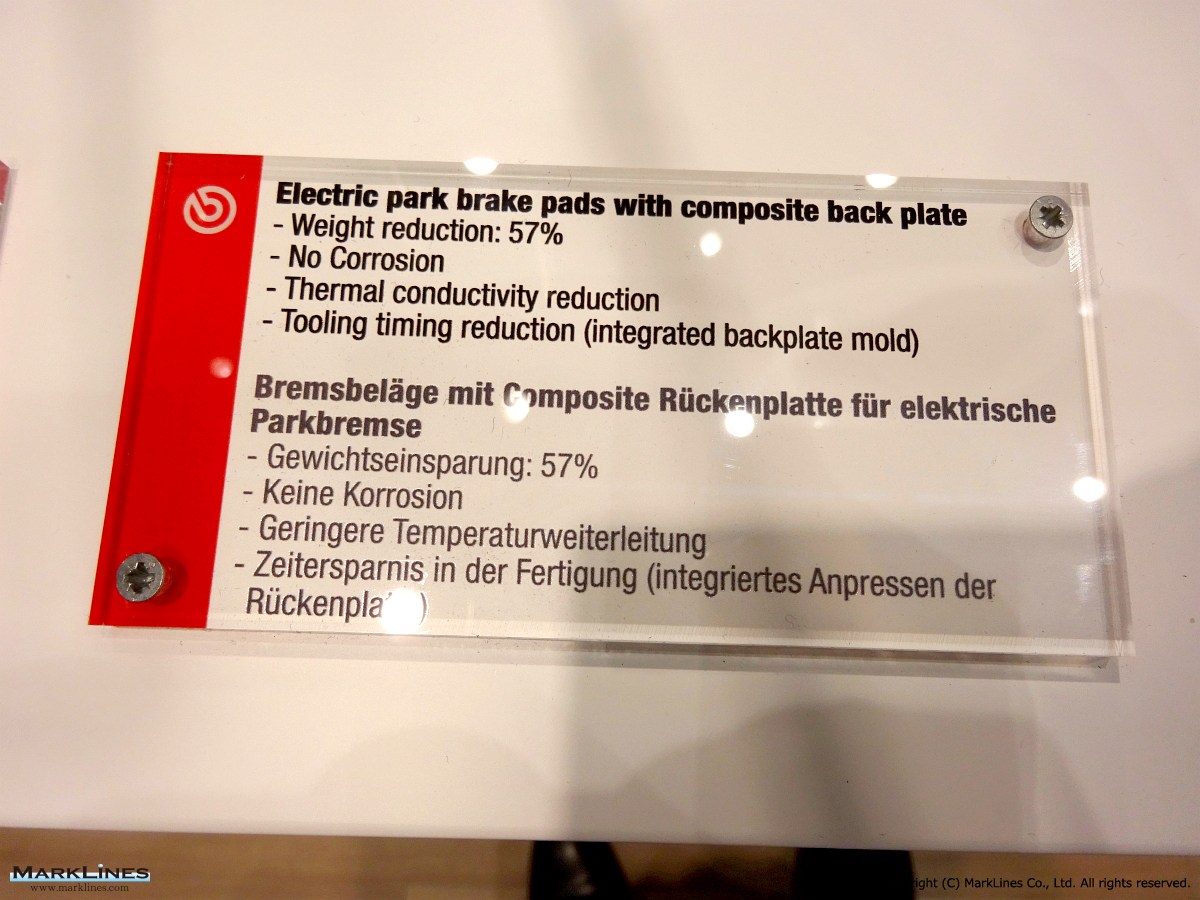 Electric park brake pads with composite back plate
- Weight reduction: 57%
- No Corrosion
- Thermal conductivity reduction
- Tooling timing reduction (integrated backplate mold)
Bremsbeläge mit Composite Rückenplatte für elektrische
Parkbremse
- Gewichtseinsparung: 57%
- Keine Korrosion
- Geringere Temperaturweiterleitung
- Zeitersparnis in der Fertigung (integriertes Anpressen der
MARKLINES
www.marklines.com
(C) MarkLines Co., Ltd. All rights reserved.